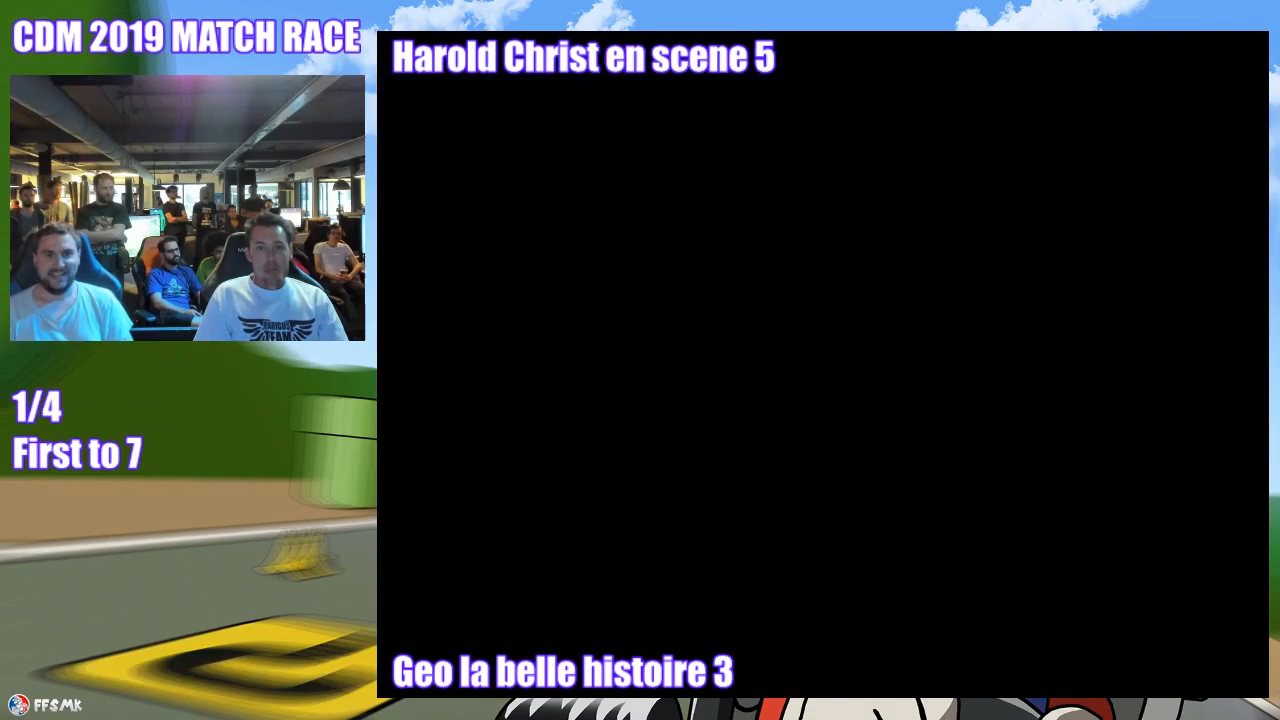 CDM 2019 MATCH RACE
Harold Christ en scene 5
TEAM
1/4
First to 7
Geo la belle histoire 3
FFSMK